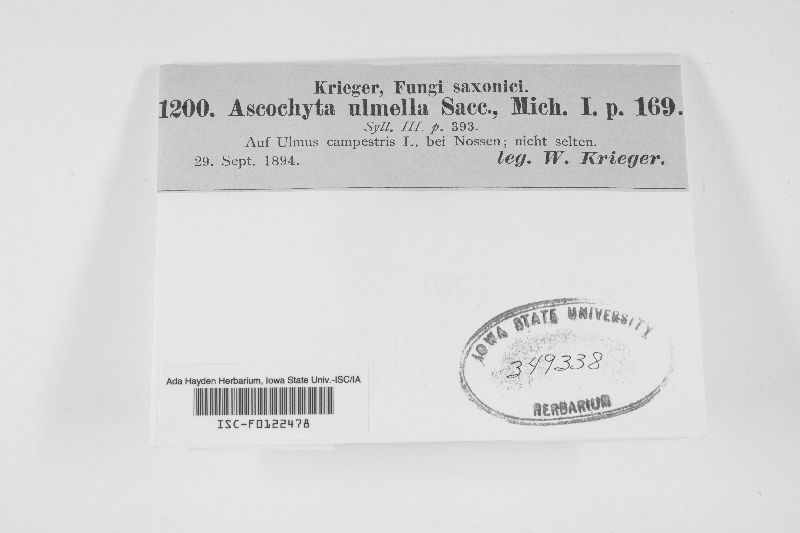 Krieger, Fungi saxonici.
1200. Ascochyta ulmella Sacc., Mich. I. p. 169.
Syll. III. p. 393.
Auf Ulmus campestris L. bei Nossen; nicht selten.
29. Sept. 1894.
leg. W. Krieger.
IOWA STATE UNIVERSITY
349338
HERBARIUM
Ada Hayden Herbarium, Iowa State Univ.-ISC/IA
ISC-F0122478